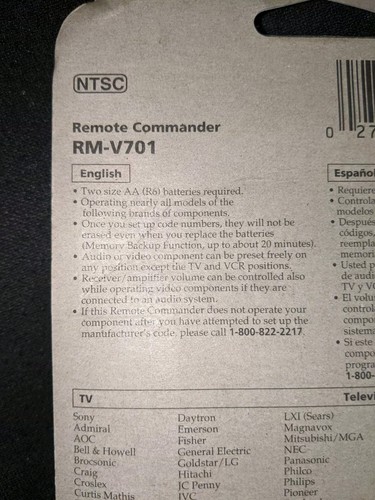 NTSC
Remote Commander
RM-V701
0 27
English
• Two size AA (R6) batteries required.
• Operating nearly all models of the
following brands of components.
• Once you set up code numbers, they will not be
erased even when you replace the batteries
(Memory Backup Function, up to about 20 minutes).
• Audio or video component can be preset freely on
any position except the TV and VCR positions.
• Receiver/amplifier volume can be controlled also
while operating video components if they are
connected to an audio system.
• If this Remote Commander does not operate your
component after you have attempted to set up the
manufacturer's code, please call 1-800-822-2217.
Español
• Requiere
• Controla
modelos
• Después
códigos,
reempla
memori
• Usted p
de audi
TV y V
• El volu
control
compo
sistema
• Si este
compo
progra
1-800-
TV
Televi
Sony
Admiral
AOC
Bell & Howell
Brocsonic
Craig
Croslex
Curtis Mathis
Daytron
Emerson
Fisher
General Electric
Goldstar/LG
Hitachi
JC Penny
JVC
LXI (Sears)
Magnavox
Mitsubishi/MGA
NEC
Panasonic
Philco
Philips
Pioneer